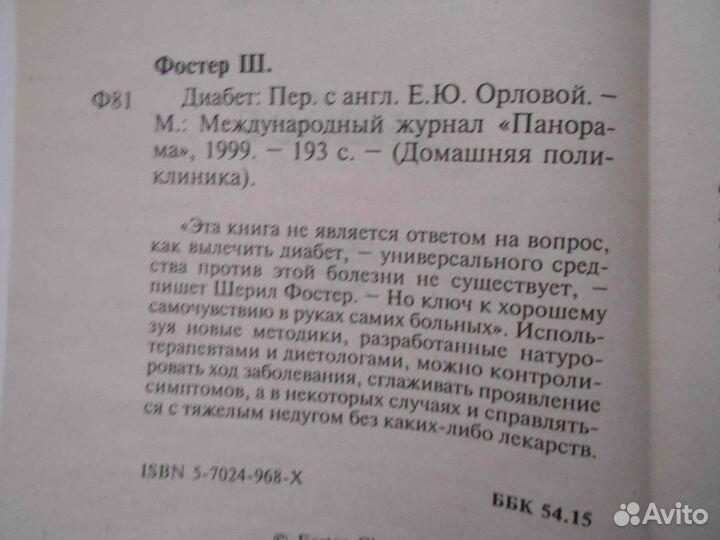 Фостер Ш.
Ф81 Диабет: Пер. с англ. Е.Ю. Орловой. –
М.: Международный журнал «Панора-
ма», 1999. – 193 с. – (Домашняя поли-
клиника).
«Эта книга не является ответом на вопрос,
как вылечить диабет, – универсального сред-
ства против этой болезни не существует, –
пишет Шерил Фостер. – Но ключ к хорошему
самочувствию в руках самих больных». Исполь-
зуя новые методики, разработанные натуро-
терапевтами и диетологами, можно контроли-
ровать ход заболевания, сглаживать проявление
симптомов, а в некоторых случаях и справлять-
ся с тяжелым недугом без каких-либо лекарств.
ISBN 5-7024-968-X
ББК 54.15
Avito